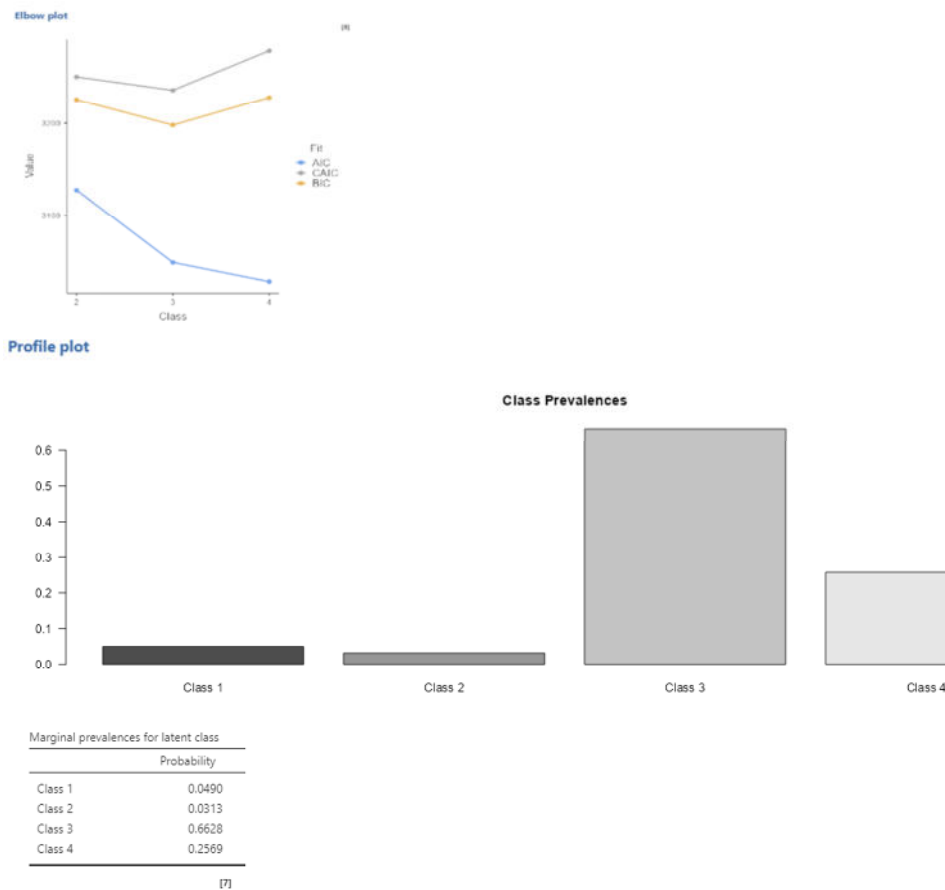 Elbow plot
[8]
3200
3100
Value
2 3 4
Class
Fit
AIC
CAIC
BIC
Profile plot
Class Prevalences
0.6
0.5
0.4
0.3
0.2
0.1
0.0
Class 1 Class 2 Class 3 Class 4
Marginal prevalences for latent class
Probability
Class 1 0.0490
Class 2 0.0313
Class 3 0.6628
Class 4 0.2569
[7]